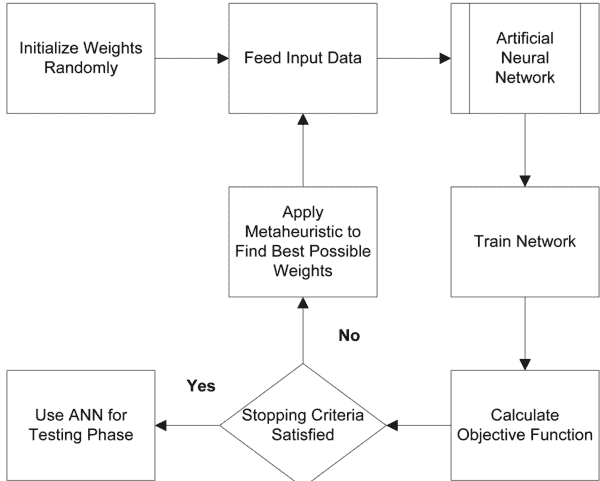 Initialize Weights
Randomly
Feed Input Data
Artificial
Neural
Network
Apply
Metaheuristic to
Find Best Possible
Weights
Train Network
No
Yes
Use ANN for
Testing Phase
Stopping Criteria
Satisfied
Calculate
Objective Function